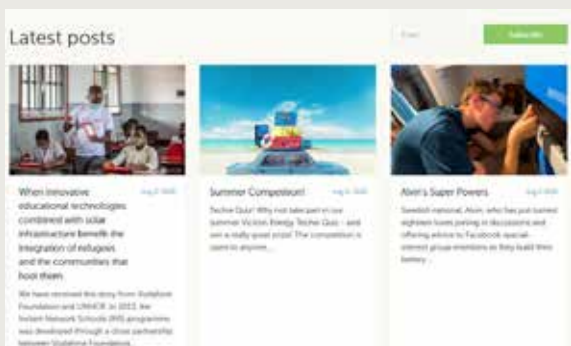 Latest posts
Subscribe
When innovative
educational technologies
combined with solar
infrastructure benefit the
integration of refugees
and the communities that
host them
We have received this story from Vodafone
Foundation and UNHCR. In 2013, the
Instant Network Schools (INS) programme
was developed through a close partnership
between Vodafone Foundation
Summer Competition!
Techie Quiz! Why not take part in our
summer Victron Energy Techie Quiz - and
win a really great prize! The competition is
open to anyone...
Alvin's Super Powers
Swedish national, Alvin, who has just turned
eighteen loves joining in discussions and
offering advice to Facebook special-
interest group members as they build their
battery ...